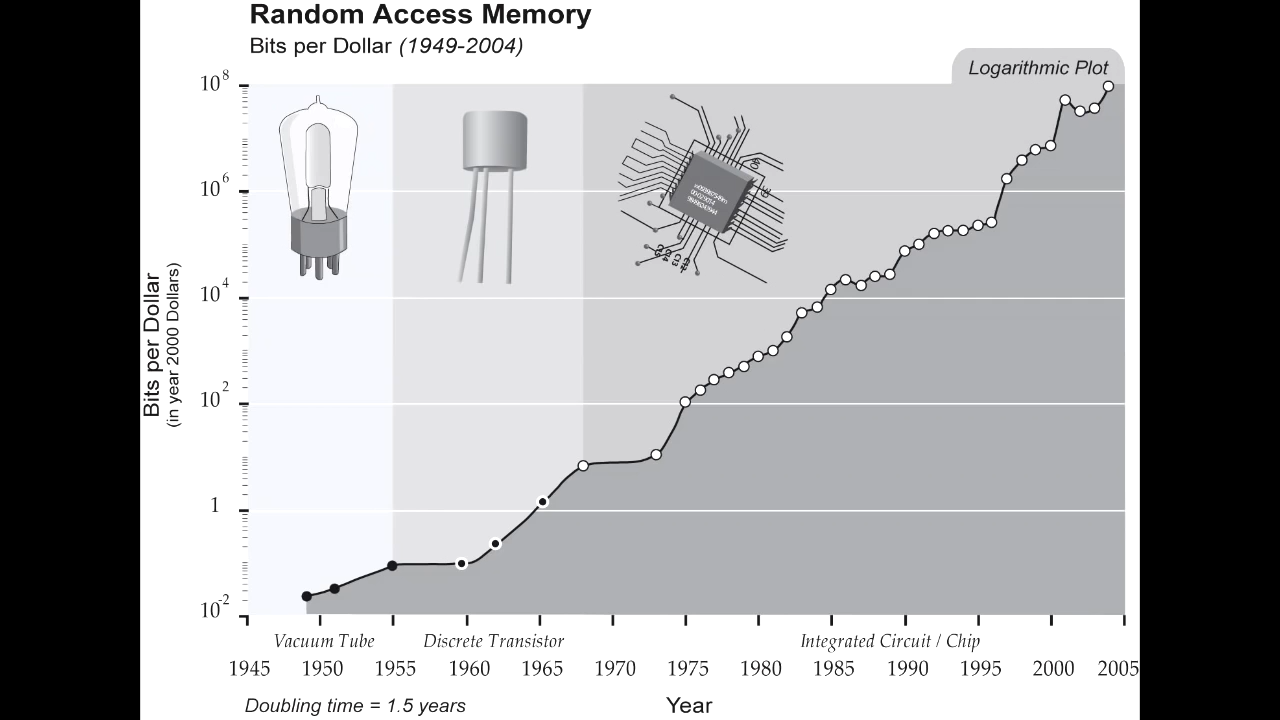 Random Access Memory
Bits per Dollar (1949-2004)
Logarithmic Plot
10^8
10^6
10^4
10^2
1
10^-2
Bits per Dollar
(in year 2000 Dollars)
Vacuum Tube Discrete Transistor Integrated Circuit / Chip
1945 1950 1955 1960 1965 1970 1975 1980 1985 1990 1995 2000 2005
Doubling time = 1.5 years Year